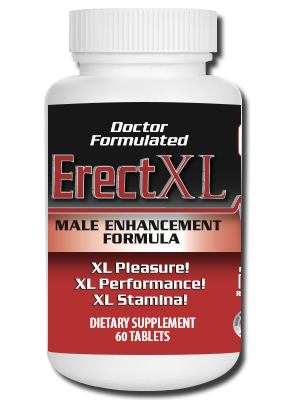 Doctor
Formulated
ErectXL
MALE ENHANCEMENT
FORMULA
XL Pleasure!
XL Performance!
XL Stamina!
DIETARY SUPPLEMENT
60 TABLETS